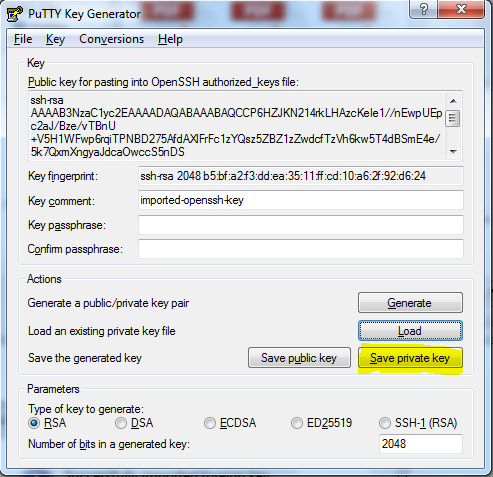 PuTTY Key Generator
File Key Conversions Help
Key
Public key for pasting into OpenSSH authorized_keys file:
ssh-rsa
AAAAB3NzaC1yc2EAAAADAQABAAABAQCCP6HZJKN214rkLHAzcKele1//nEwpUEp
c2aJ/Bze/vTBnU
+V5H1WFwp6rqiTPNBD275AfdAXlFrFc1zYQsz5ZBZ1zZwdcfTzVh6kw5T4dBSmE4e/
5k7QxmXngyaJdcaOwccS5nDS
Key fingerprint: ssh-rsa 2048 b5:bf:a2:f3:dd:ea:35:11:ff:cd:10:a6:2f:92:d6:24
Key comment: imported-openssh-key
Key passphrase:
Confirm passphrase:
Actions
Generate a public/private key pair Generate
Load an existing private key file Load
Save the generated key Save public key Save private key
Parameters
Type of key to generate:
RSA DSA ECDSA ED25519 SSH-1 (RSA)
Number of bits in a generated key: 2048